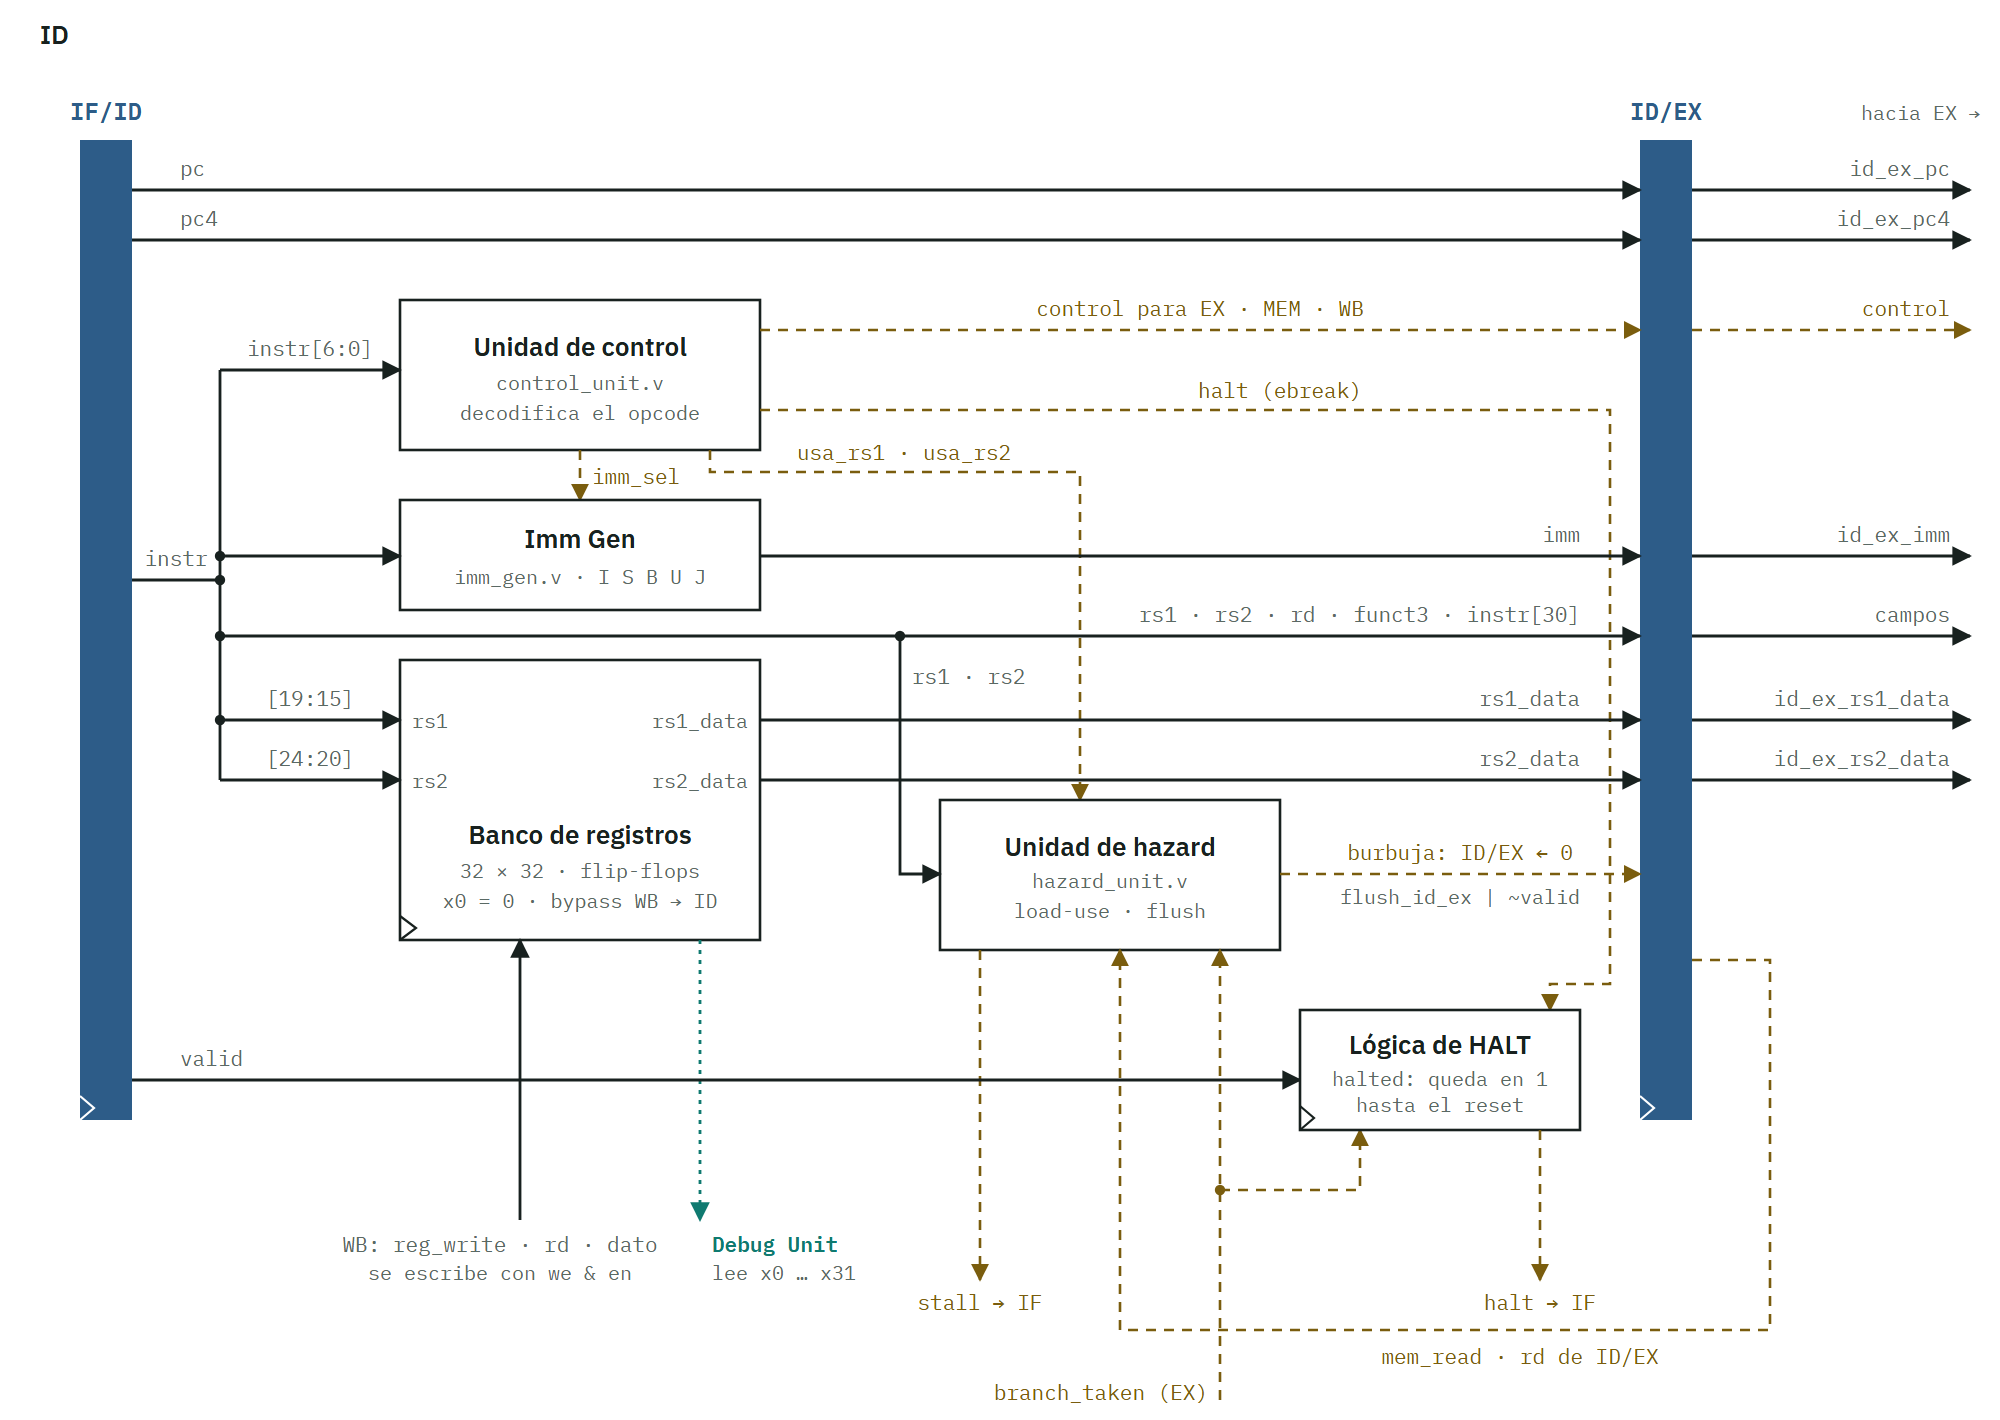 ID
IF/ID
ID/EX
hacia EX →
pc
id_ex_pc
pc4
id_ex_pc4
control para EX · MEM · WB
control
instr[6:0]
Unidad de control
control_unit.v
decodifica el opcode
halt (ebreak)
usa_rs1 · usa_rs2
imm_sel
Imm Gen
imm_gen.v · I S B U J
imm
id_ex_imm
instr
rs1 · rs2 · rd · funct3 · instr[30]
campos
rs1 · rs2
[19:15]
rs1
rs1_data
rs1_data
id_ex_rs1_data
[24:20]
rs2
rs2_data
rs2_data
id_ex_rs2_data
Banco de registros
32 × 32 · flip-flops
x0 = 0 · bypass WB → ID
Unidad de hazard
hazard_unit.v
load-use · flush
burbuja: ID/EX ← 0
flush_id_ex | ~valid
valid
Lógica de HALT
halted: queda en 1
hasta el reset
WB: reg_write · rd · dato
se escribe con we & en
Debug Unit
lee x0 … x31
stall → IF
halt → IF
mem_read · rd de ID/EX
branch_taken (EX)